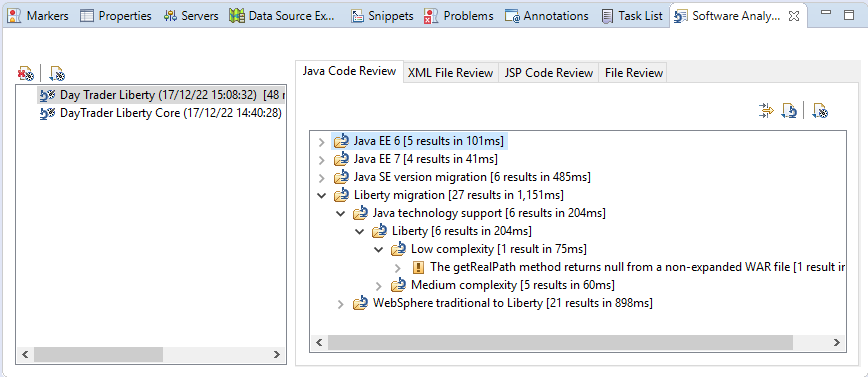 Markers Properties Servers Data Source Ex... Snippets Problems Annotations Task List Software Analy...
Java Code Review XML File Review JSP Code Review File Review
Day Trader Liberty (17/12/22 15:08:32) [48 r
DayTrader Liberty Core (17/12/22 14:40:28)
Java EE 6 [5 results in 101ms]
Java EE 7 [4 results in 41ms]
Java SE version migration [6 results in 485ms]
Liberty migration [27 results in 1,151ms]
Java technology support [6 results in 204ms]
Liberty [6 results in 204ms]
Low complexity [1 result in 75ms]
The getRealPath method returns null from a non-expanded WAR file [1 result in
Medium complexity [5 results in 60ms]
WebSphere traditional to Liberty [21 results in 898ms]